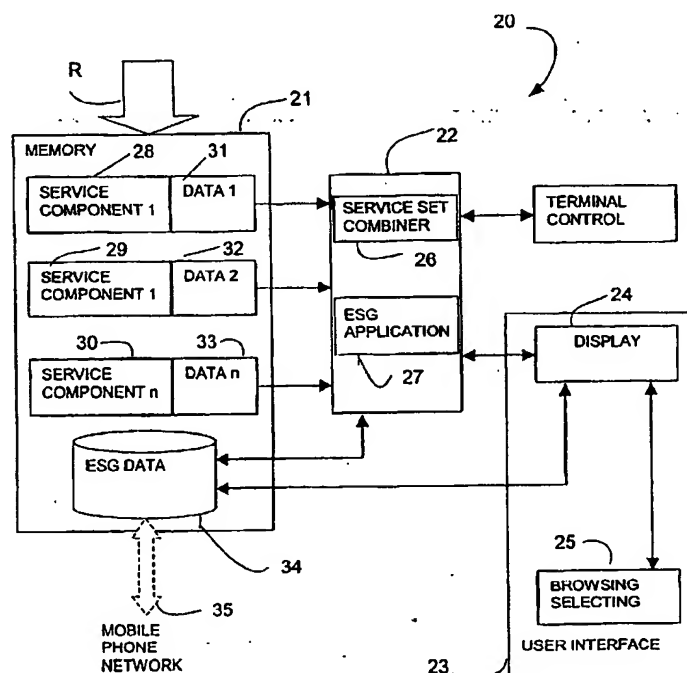 20
R
21
MEMORY
28
31
22
SERVICE
COMPONENT 1
DATA 1
SERVICE SET
COMBINER
TERMINAL
CONTROL
29
32
26
SERVICE
COMPONENT 1
DATA 2
24
ESG
APPLICATION
DISPLAY
30
33
27
SERVICE
COMPONENT n
DATA n
ESG DATA
25
34
BROWSING
SELECTING
35
MOBILE
PHONE
NETWORK
23
USER INTERFACE